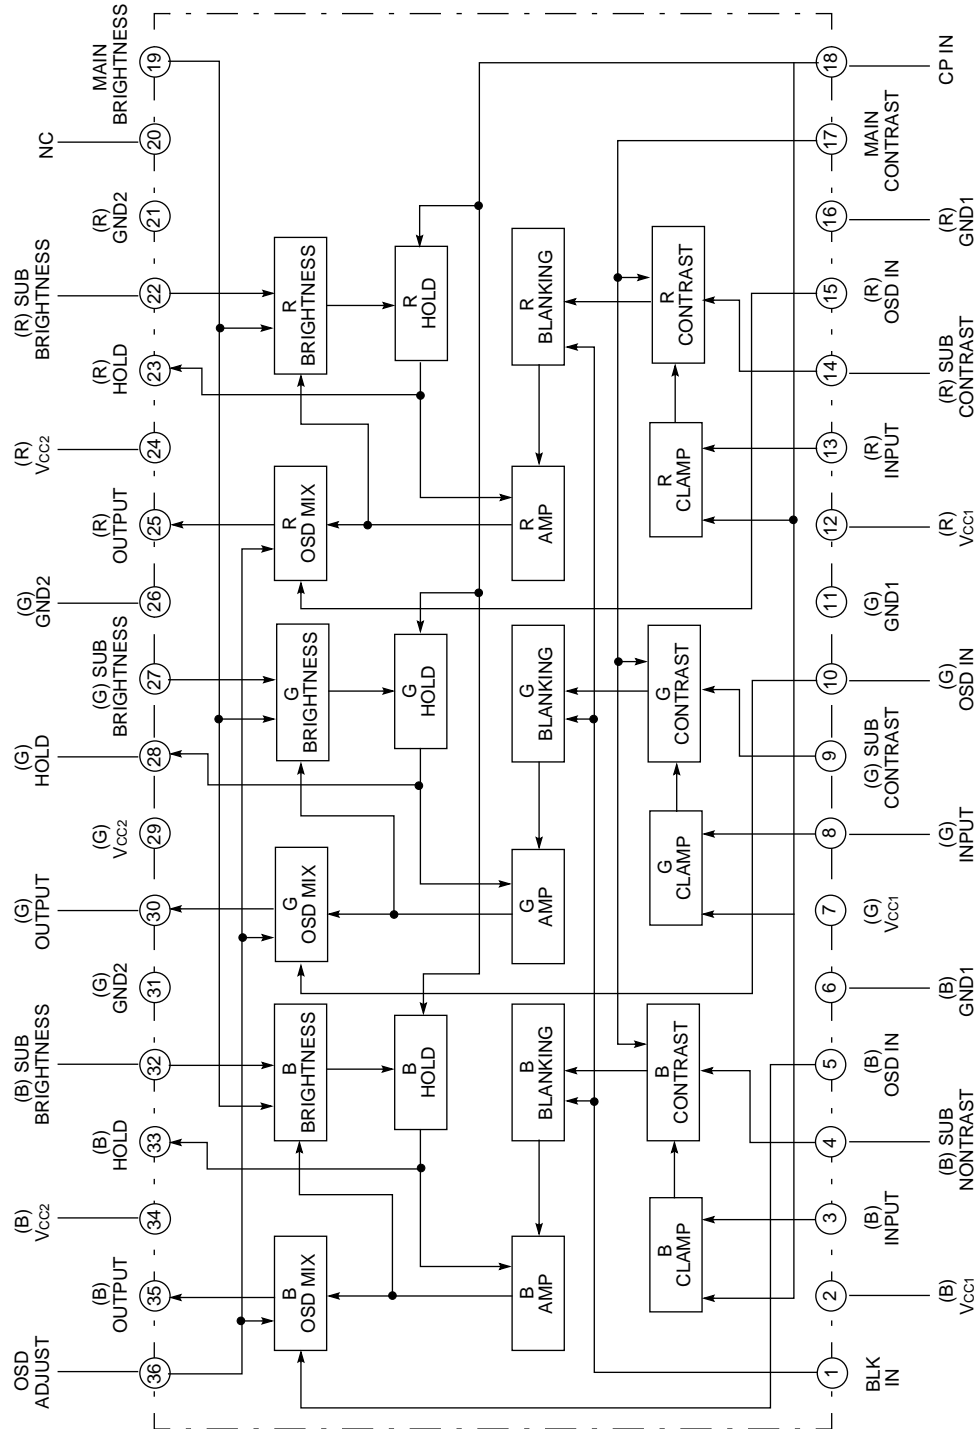 OSD
ADJUST
(B)
OUTPUT
(B)
VCC2
(B)
HOLD
(B) SUB
BRIGHTNESS
(G)
GND2
(G)
OUTPUT
(G)
VCC2
(G)
HOLD
(G) SUB
BRIGHTNESS
(G)
GND2
(R)
OUTPUT
(R)
VCC2
(R)
HOLD
(R) SUB
BRIGHTNESS
(R)
GND2
NC
MAIN
BRIGHTNESS
36
35
34
33
32
31
30
29
28
27
26
25
24
23
22
21
20
19
B
OSD MIX
B
BRIGHTNESS
G
OSD MIX
G
BRIGHTNESS
R
OSD MIX
R
BRIGHTNESS
B
HOLD
G
HOLD
R
HOLD
B
AMP
B
BLANKING
G
AMP
G
BLANKING
R
AMP
R
BLANKING
B
CLAMP
B
CONTRAST
G
CLAMP
G
CONTRAST
R
CLAMP
R
CONTRAST
1
2
3
4
5
6
7
8
9
10
11
12
13
14
15
16
17
18
BLK
IN
(B)
VCC1
(B)
INPUT
(B) SUB
NONTRAST
(B)
OSD IN
(B)
GND1
(G)
VCC1
(G)
INPUT
(G) SUB
CONTRAST
(G)
OSD IN
(G)
GND1
(R)
VCC1
(R)
INPUT
(R) SUB
CONTRAST
(R)
OSD IN
(R)
GND1
MAIN
CONTRAST
CP IN